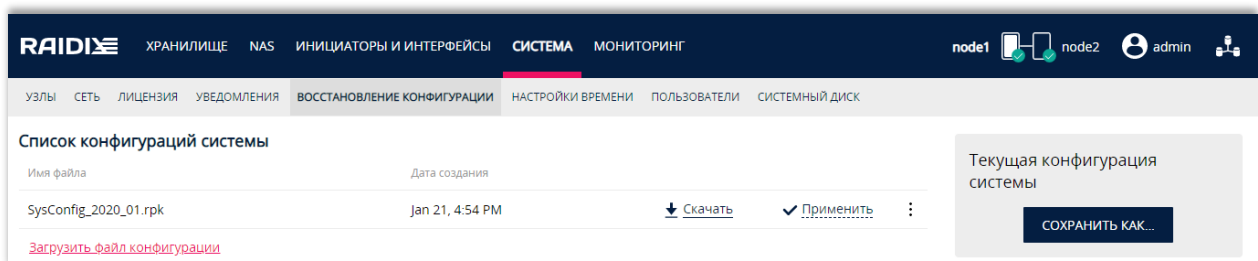 RAIDIX ХРАНИЛИЩЕ NAS ИНИЦИАТОРЫ И ИНТЕРФЕЙСЫ СИСТЕМА МОНИТОРИНГ node1 node2 admin
УЗЛЫ СЕТЬ ЛИЦЕНЗИЯ УВЕДОМЛЕНИЯ ВОССТАНОВЛЕНИЕ КОНФИГУРАЦИИ НАСТРОЙКИ ВРЕМЕНИ ПОЛЬЗОВАТЕЛИ СИСТЕМНЫЙ ДИСК
Список конфигураций системы
Имя файла Дата создания
SysConfig_2020_01.rpk Jan 21, 4:54 PM Скачать Применить
Загрузить файл конфигурации
Текущая конфигурация
системы
СОХРАНИТЬ КАК...